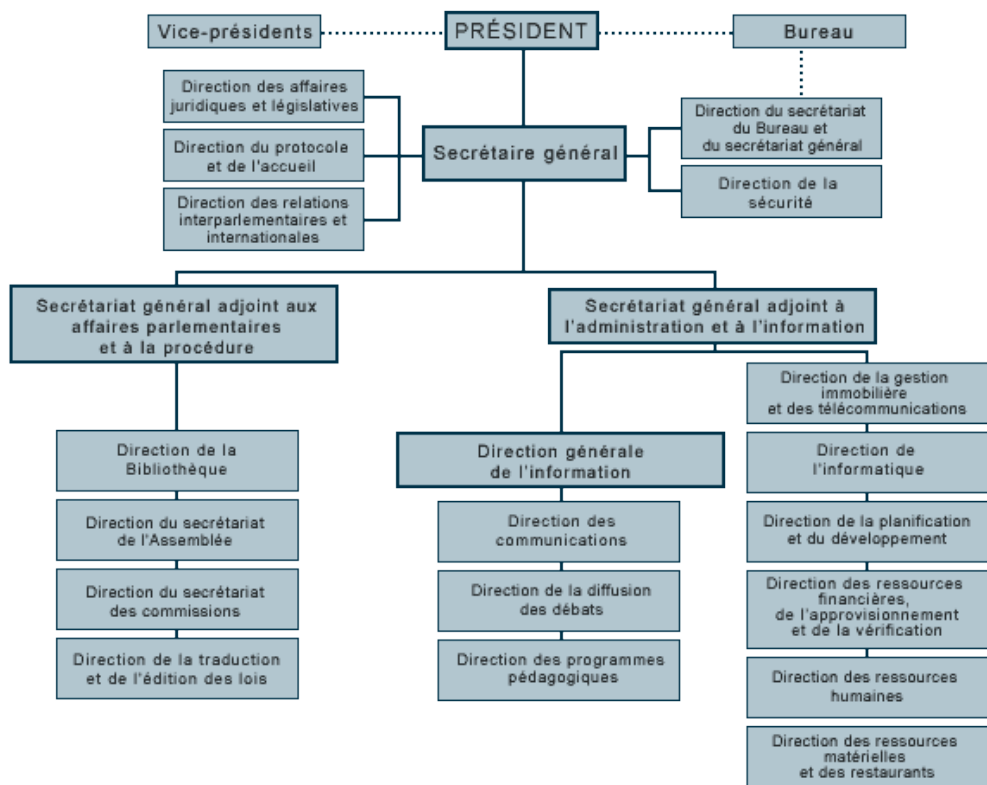 Vice-présidents
PRÉSIDENT
Bureau
Direction des affaires
juridiques et législatives
Direction du protocole
et de l'accueil
Direction des relations
interparlementaires et
internationales
Secrétaire général
Direction du secrétariat
du Bureau et
du secrétariat général
Direction de la
sécurité
Secrétariat général adjoint aux
affaires parlementaires
et à la procédure
Secrétariat général adjoint à
l'administration et à l'information
Direction de la
Bibliothèque
Direction du secrétariat
de l'Assemblée
Direction du secrétariat
des commissions
Direction de la traduction
et de l'édition des lois
Direction générale
de l'information
Direction des
communications
Direction de la diffusion
des débats
Direction des programmes
pédagogiques
Direction de la gestion
immobilière
et des télécommunications
Direction de
l'informatique
Direction de la planification
et du développement
Direction des ressources
financières,
de l'approvisionnement
et de la vérification
Direction des ressources
humaines
Direction des ressources
matérielles
et des restaurants